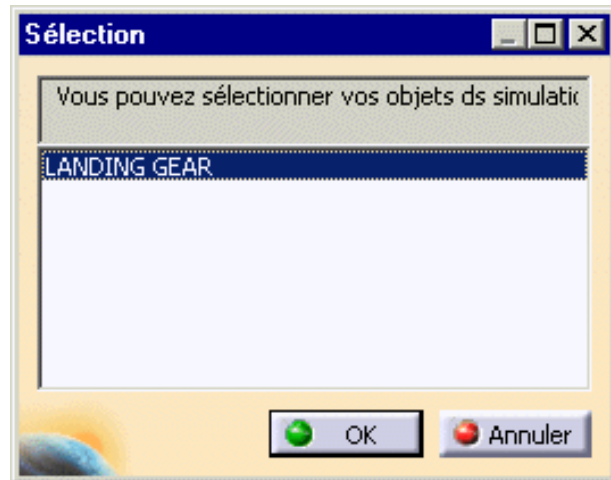 Sélection
Vous pouvez sélectionner vos objets ds simulatic
LANDING GEAR
OK
Annuler